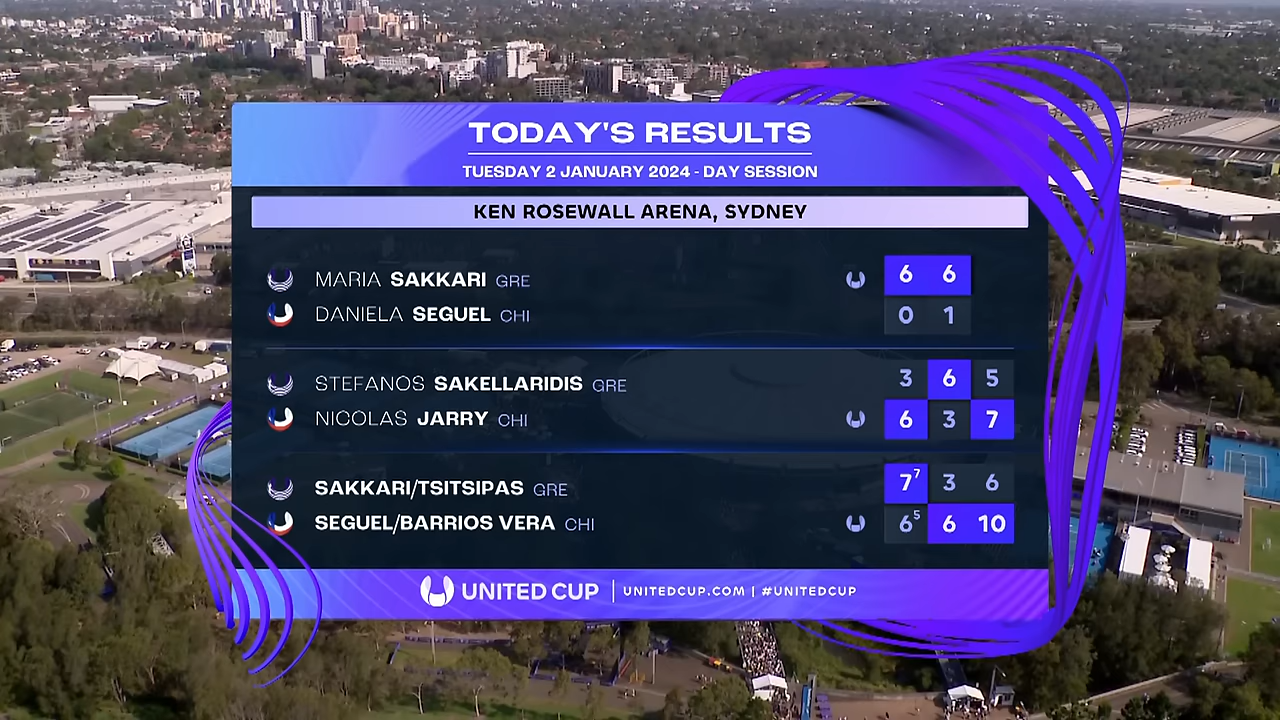 TODAY'S RESULTS
TUESDAY 2 JANUARY 2024 - DAY SESSION
KEN ROSEWALL ARENA, SYDNEY
MARIA SAKKARI GRE 6 6
DANIELA SEGUEL CHI 0 1
STEFANOS SAKELLARIDIS GRE 3 6 5
NICOLAS JARRY CHI 6 3 7
SAKKARI/TSITSIPAS GRE 7⁷ 3 6
SEGUEL/BARRIOS VERA CHI 6⁵ 6 10
UNITED CUP | UNITEDCUP.COM | #UNITEDCUP